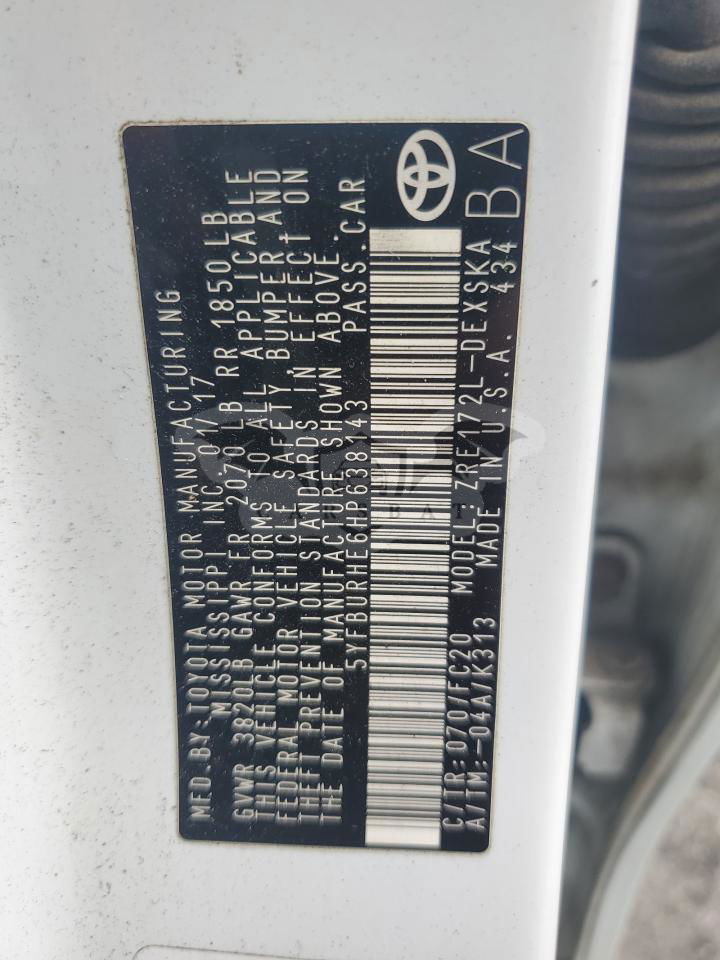 MFD.BY:TOYOTA MOTOR MANUFACTURING
MISSISSIPPI INC.01/17
GVWR 3820LB GAWR FR 2070LB RR 1850LB
THIS VEHICLE CONFORMS TO ALL APPLICABLE
FEDERAL MOTOR VEHICLE SAFETY,BUMPER AND
THEFT PREVENTION STANDARDS IN EFFECT ON
THE DATE OF MANUFACTURE SHOWN ABOVE.
5YFBURHE6HP638143 PASS.CAR
C/TR:070/FC20 MODEL:ZRE172L-DEXSKA
A/TM:-04A/K313 MADE IN U.S.A. 434
BA
CARSBAT